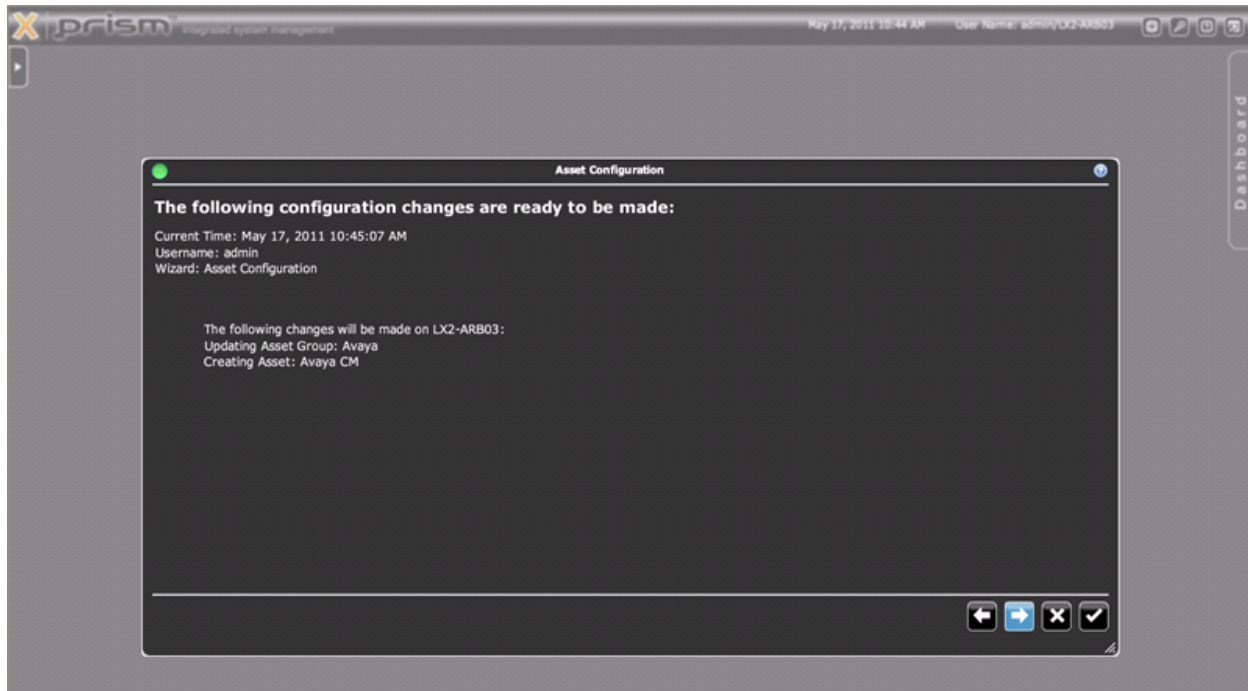 X prism integrated system management May 17, 2011 10:44 AM User Name: admin/LX2-ARB03
Dashboard
Asset Configuration
The following configuration changes are ready to be made:
Current Time: May 17, 2011 10:45:07 AM
Username: admin
Wizard: Asset Configuration
The following changes will be made on LX2-ARB03:
Updating Asset Group: Avaya
Creating Asset: Avaya CM